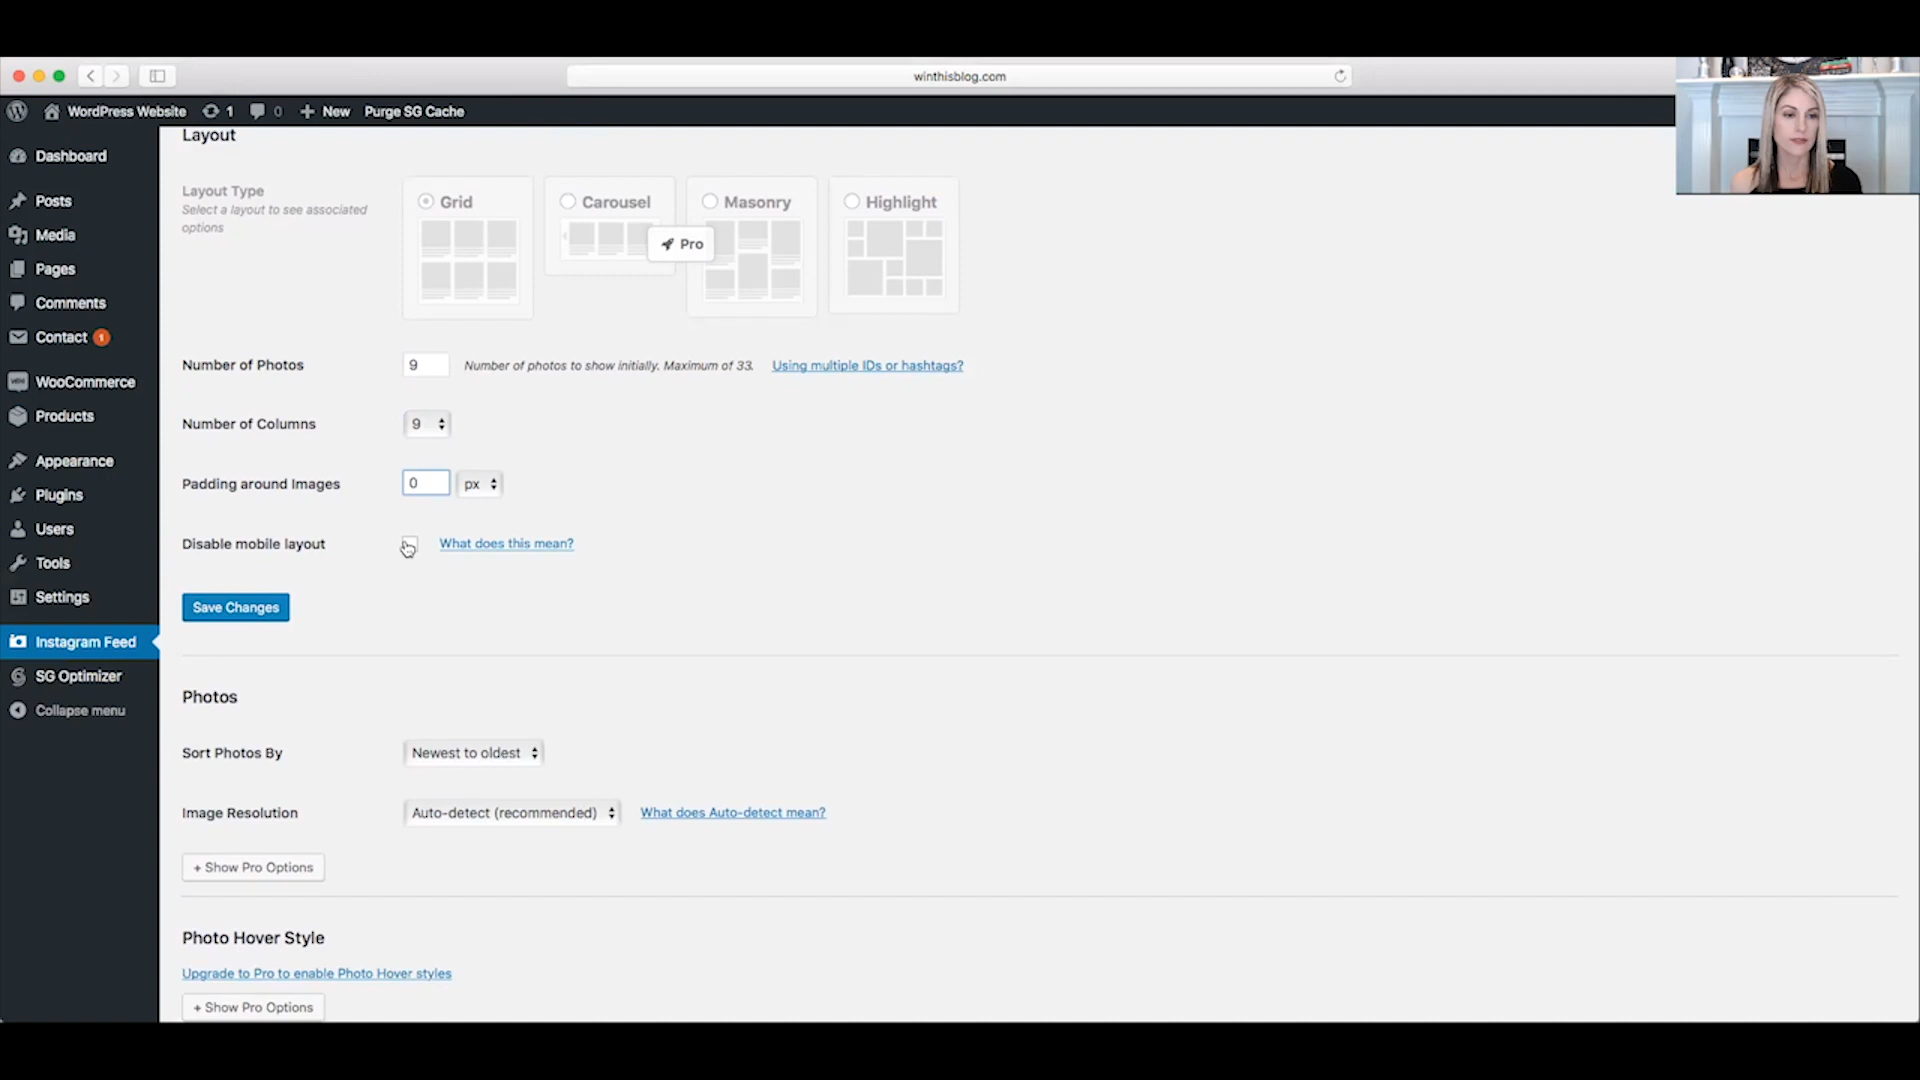 winthisblog.com
WordPress Website 1 0 New Purge SG Cache
Dashboard
Posts
Media
Pages
Comments
Contact 1
WooCommerce
Products
Appearance
Plugins
Users
Tools
Settings
Instagram Feed
SG Optimizer
Collapse menu
Layout
Layout Type
Select a layout to see associated
options
Grid
Carousel
Masonry
Highlight
Pro
Number of Photos 9 Number of photos to show initially. Maximum of 33. Using multiple IDs or hashtags?
Number of Columns 9
Padding around Images 0 px
Disable mobile layout What does this mean?
Save Changes
Photos
Sort Photos By Newest to oldest
Image Resolution Auto-detect (recommended) What does Auto-detect mean?
+ Show Pro Options
Photo Hover Style
Upgrade to Pro to enable Photo Hover styles
+ Show Pro Options